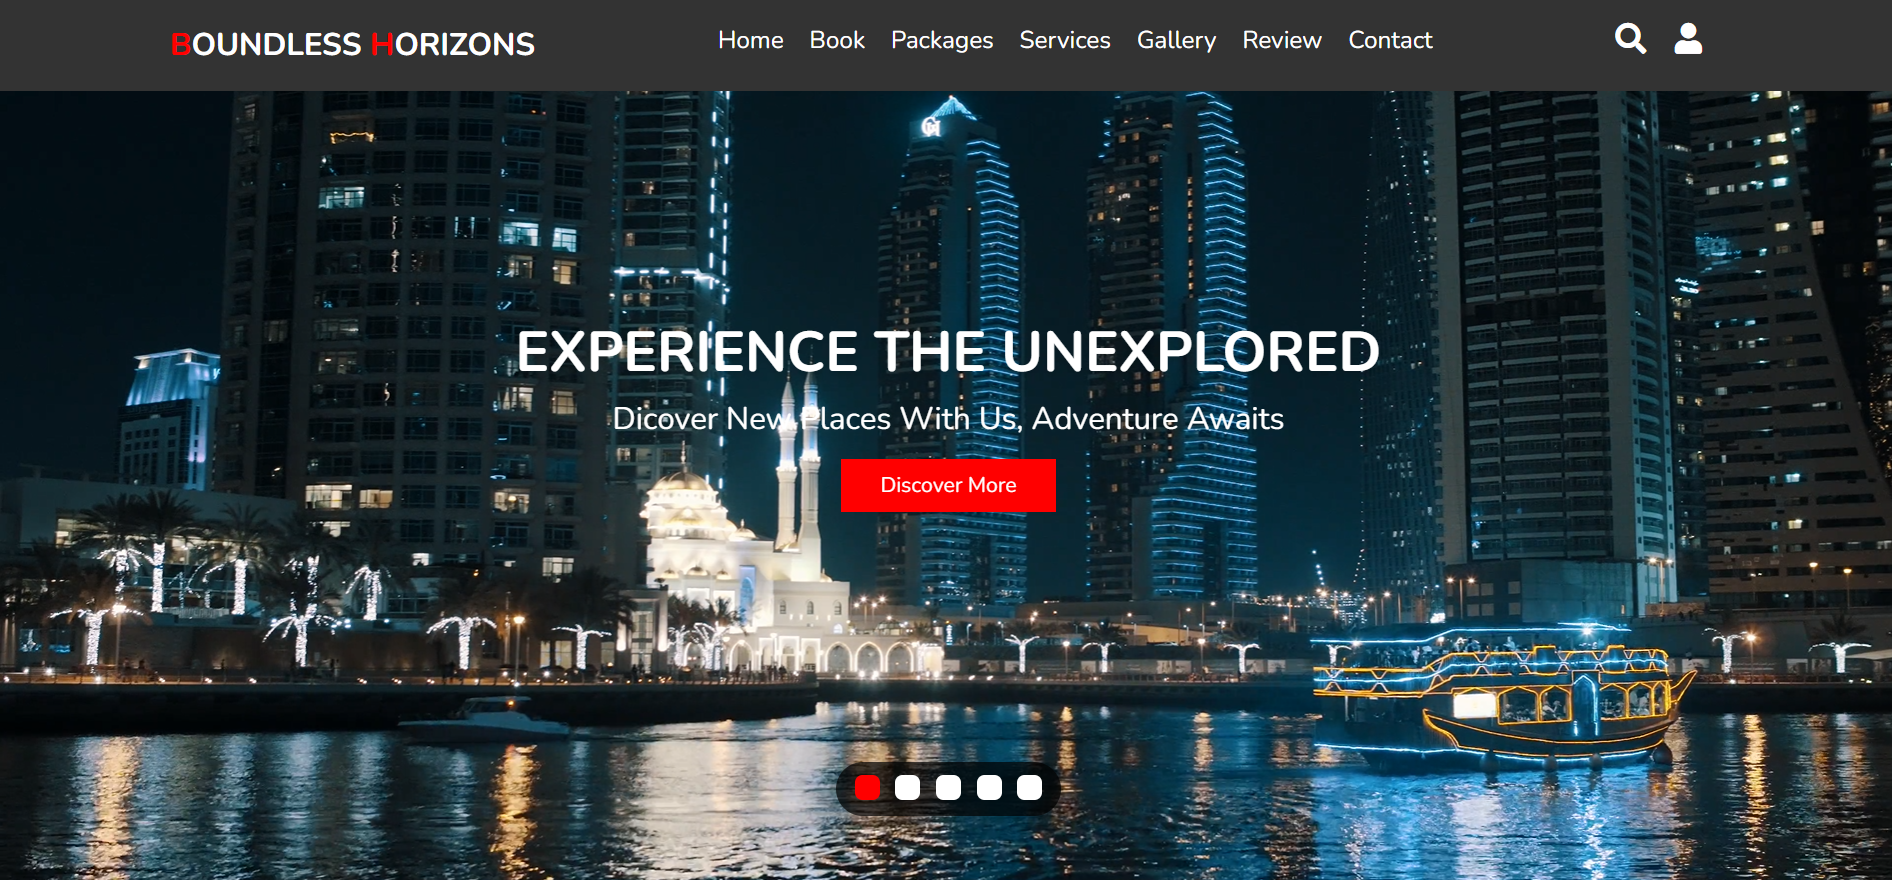 BOUNDLESS HORIZONS
Home Book Packages Services Gallery Review Contact
EXPERIENCE THE UNEXPLORED
Dicover New Places With Us, Adventure Awaits
Discover More